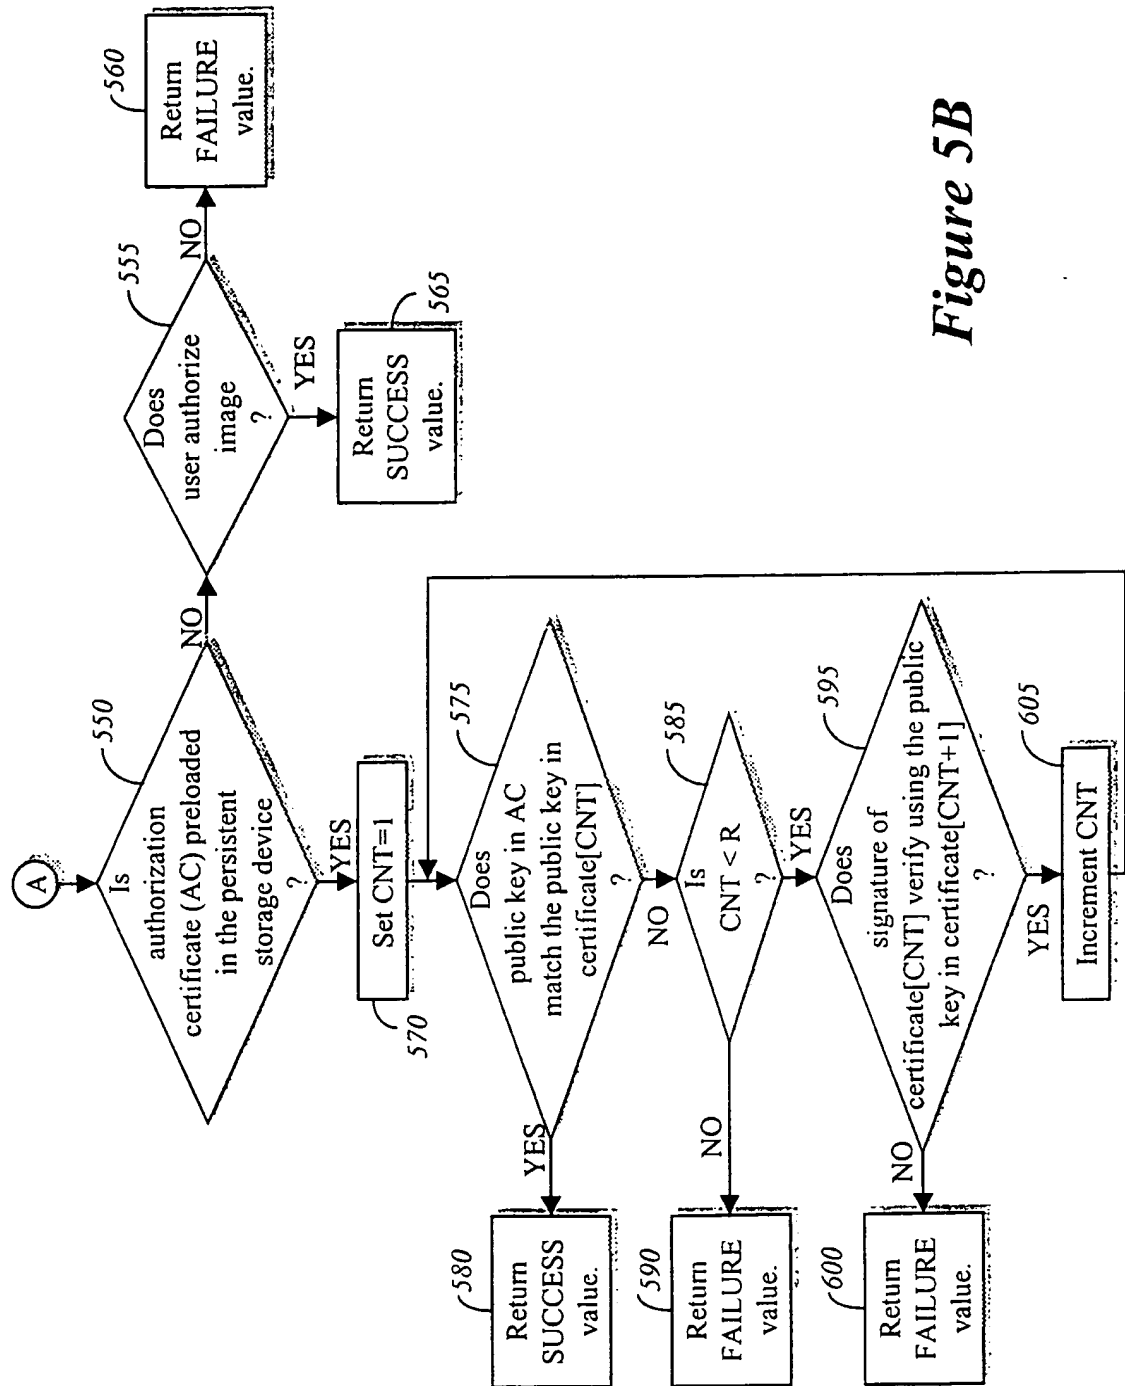 A
550
Is
authorization
certificate (AC) preloaded
in the persistent
storage device
?
NO
YES
555
Does
user authorize
image
?
NO
YES
560
Return
FAILURE
value.
565
Return
SUCCESS
value.
Set CNT=1
570
575
Does
public key in AC
match the public key in
certificate[CNT]
?
YES
NO
580
Return
SUCCESS
value.
585
Is
CNT < R
?
NO
YES
590
Return
FAILURE
value.
595
Does
signature of
certificate[CNT] verify using the public
key in certificate[CNT+1]
?
NO
YES
600
Return
FAILURE
value.
605
Increment CNT
Figure 5B